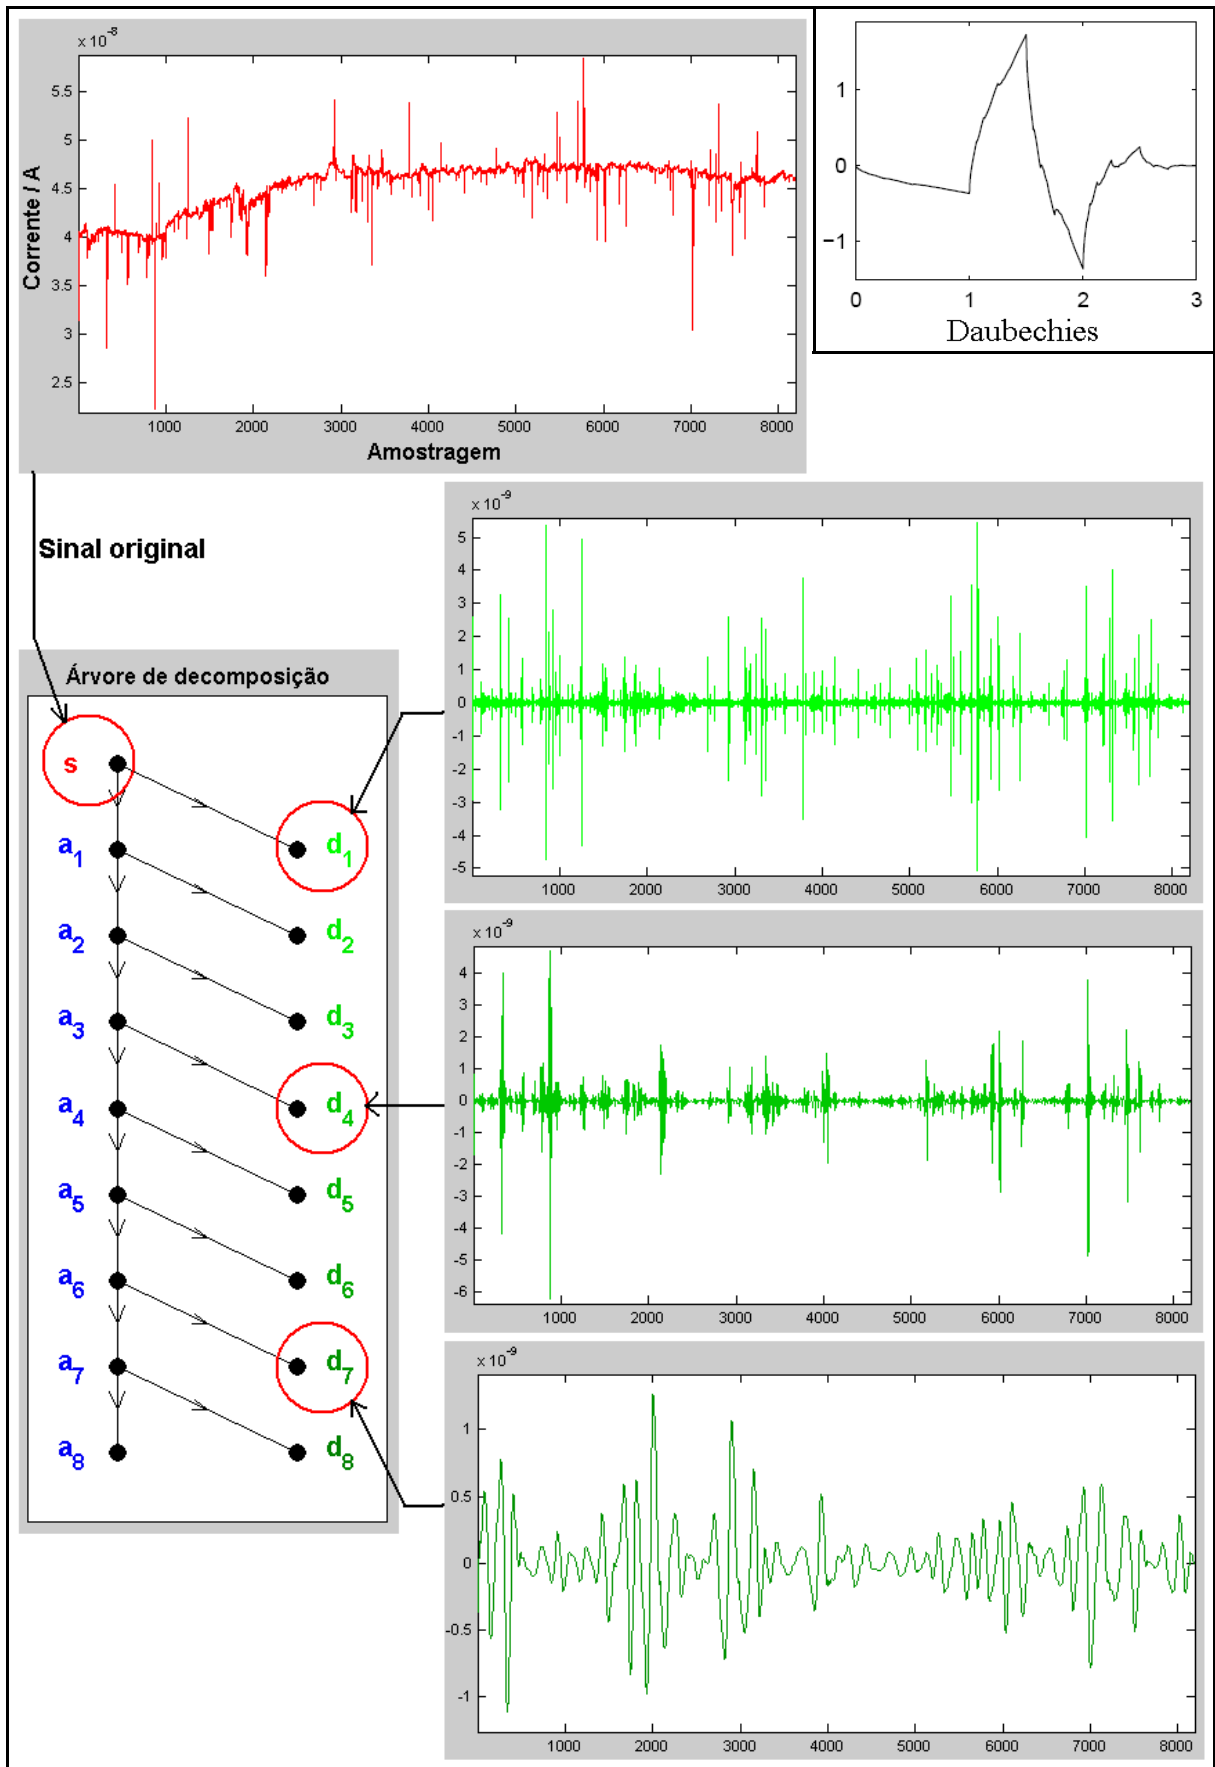 x 10⁻⁸
5.5
5
4.5
4
3.5
3
2.5
Corrente / A
1000 2000 3000 4000 5000 6000 7000 8000
Amostragem
1
0
−1
0 1 2 3
Daubechies
Sinal original
Árvore de decomposição
s
a₁ d₁
a₂ d₂
a₃ d₃
a₄ d₄
a₅ d₅
a₆ d₆
a₇ d₇
a₈ d₈
x 10⁻⁹
5
4
3
2
1
0
-1
-2
-3
-4
-5
1000 2000 3000 4000 5000 6000 7000 8000
x 10⁻⁹
4
3
2
1
0
-1
-2
-3
-4
-5
-6
1000 2000 3000 4000 5000 6000 7000 8000
x 10⁻⁹
1
0.5
0
-0.5
-1
1000 2000 3000 4000 5000 6000 7000 8000